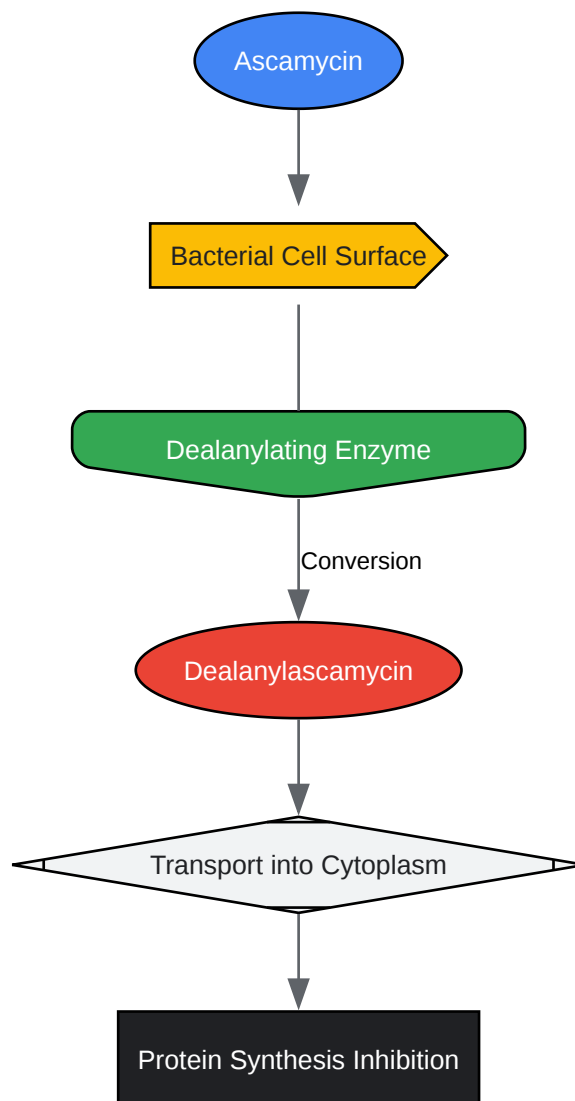 Ascamycin
Bacterial Cell Surface
Dealanylating Enzyme
Conversion
Dealanylascamycin
Transport into Cytoplasm
Protein Synthesis Inhibition